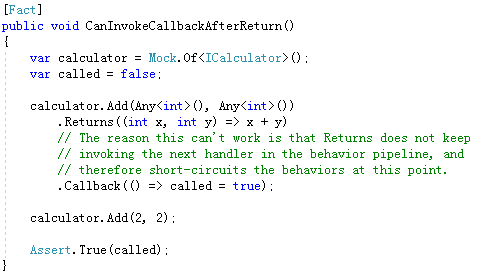 [Fact]
public void CanInvokeCallbackAfterReturn()
{
    var calculator = Mock.Of<ICalculator>();
    var called = false;

    calculator.Add(Any<int>(), Any<int>())
        .Returns((int x, int y) => x + y)
        // The reason this can't work is that Returns does not keep
        // invoking the next handler in the behavior pipeline, and
        // therefore short-circuits the behaviors at this point.
        .Callback(() => called = true);

    calculator.Add(2, 2);

    Assert.True(called);
}